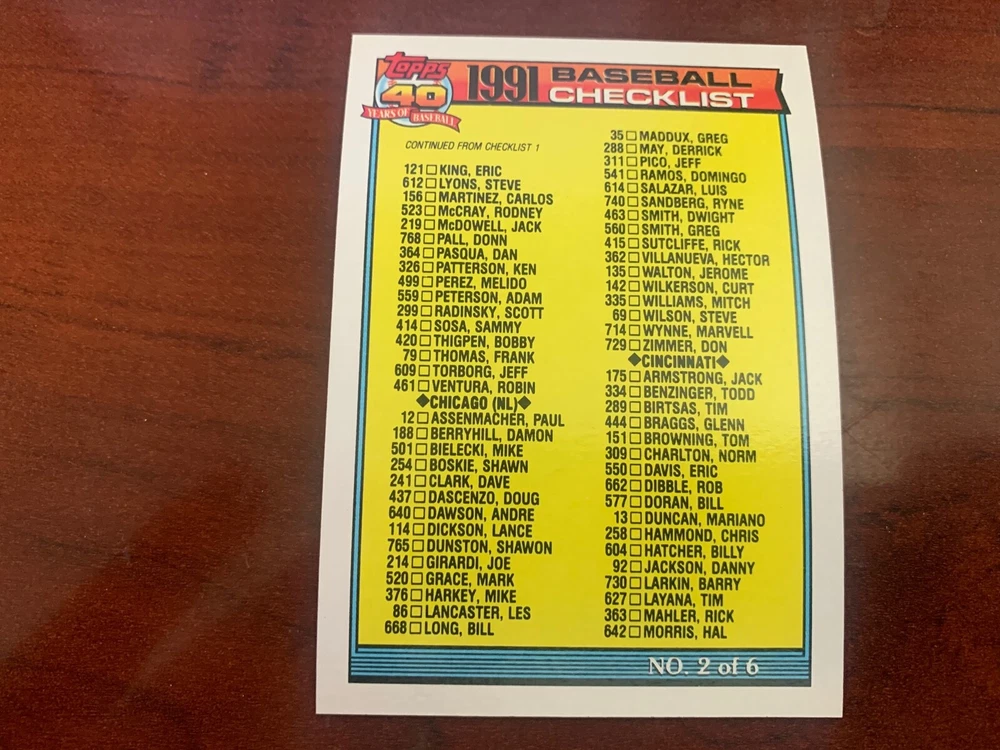 Topps
40
YEARS OF BASEBALL
1991 BASEBALL
CHECKLIST
CONTINUED FROM CHECKLIST 1
121 □ KING, ERIC
612 □ LYONS, STEVE
156 □ MARTINEZ, CARLOS
523 □ McCRAY, RODNEY
219 □ McDOWELL, JACK
768 □ PALL, DONN
364 □ PASQUA, DAN
326 □ PATTERSON, KEN
499 □ PEREZ, MELIDO
559 □ PETERSON, ADAM
299 □ RADINSKY, SCOTT
414 □ SOSA, SAMMY
420 □ THIGPEN, BOBBY
79 □ THOMAS, FRANK
609 □ TORBORG, JEFF
461 □ VENTURA, ROBIN
◆CHICAGO (NL)◆
12 □ ASSENMACHER, PAUL
188 □ BERRYHILL, DAMON
501 □ BIELECKI, MIKE
254 □ BOSKIE, SHAWN
241 □ CLARK, DAVE
437 □ DASCENZO, DOUG
640 □ DAWSON, ANDRE
114 □ DICKSON, LANCE
765 □ DUNSTON, SHAWON
214 □ GIRARDI, JOE
520 □ GRACE, MARK
376 □ HARKEY, MIKE
86 □ LANCASTER, LES
668 □ LONG, BILL
35 □ MADDUX, GREG
288 □ MAY, DERRICK
311 □ PICO, JEFF
541 □ RAMOS, DOMINGO
614 □ SALAZAR, LUIS
740 □ SANDBERG, RYNE
463 □ SMITH, DWIGHT
560 □ SMITH, GREG
415 □ SUTCLIFFE, RICK
362 □ VILLANUEVA, HECTOR
135 □ WALTON, JEROME
142 □ WILKERSON, CURT
335 □ WILLIAMS, MITCH
69 □ WILSON, STEVE
714 □ WYNNE, MARVELL
729 □ ZIMMER, DON
◆CINCINNATI◆
175 □ ARMSTRONG, JACK
334 □ BENZINGER, TODD
289 □ BIRTSAS, TIM
444 □ BRAGGS, GLENN
151 □ BROWNING, TOM
309 □ CHARLTON, NORM
550 □ DAVIS, ERIC
662 □ DIBBLE, ROB
577 □ DORAN, BILL
13 □ DUNCAN, MARIANO
258 □ HAMMOND, CHRIS
604 □ HATCHER, BILLY
92 □ JACKSON, DANNY
730 □ LARKIN, BARRY
627 □ LAYANA, TIM
363 □ MAHLER, RICK
642 □ MORRIS, HAL
NO. 2 of 6